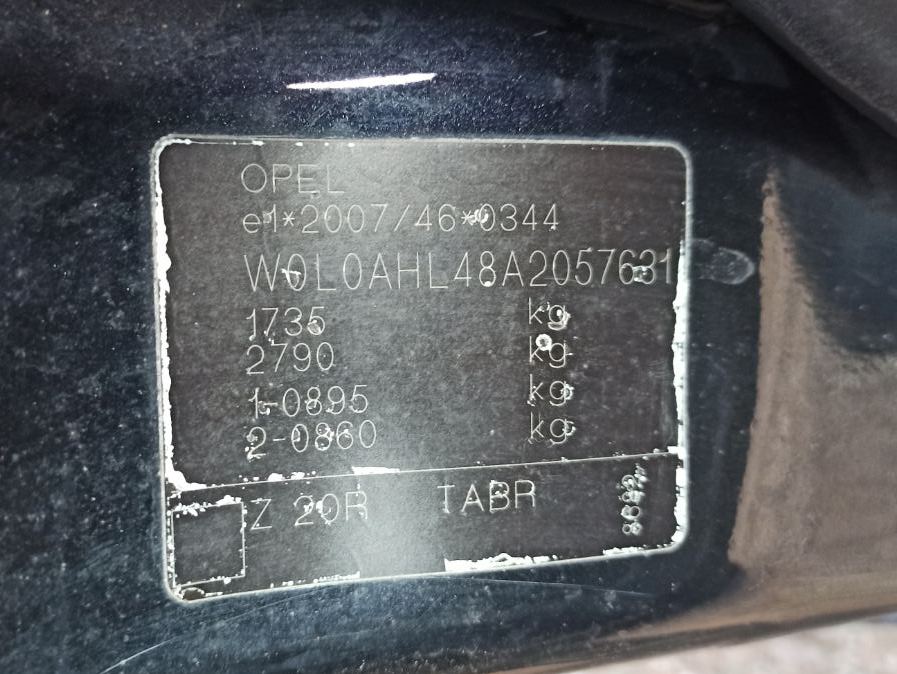 OPEL
e1*2007/46*0344
W0L0AHL48A2057631
1735 kg
2790 kg
1-0895 kg
2-0860 kg
Z 20R TABR